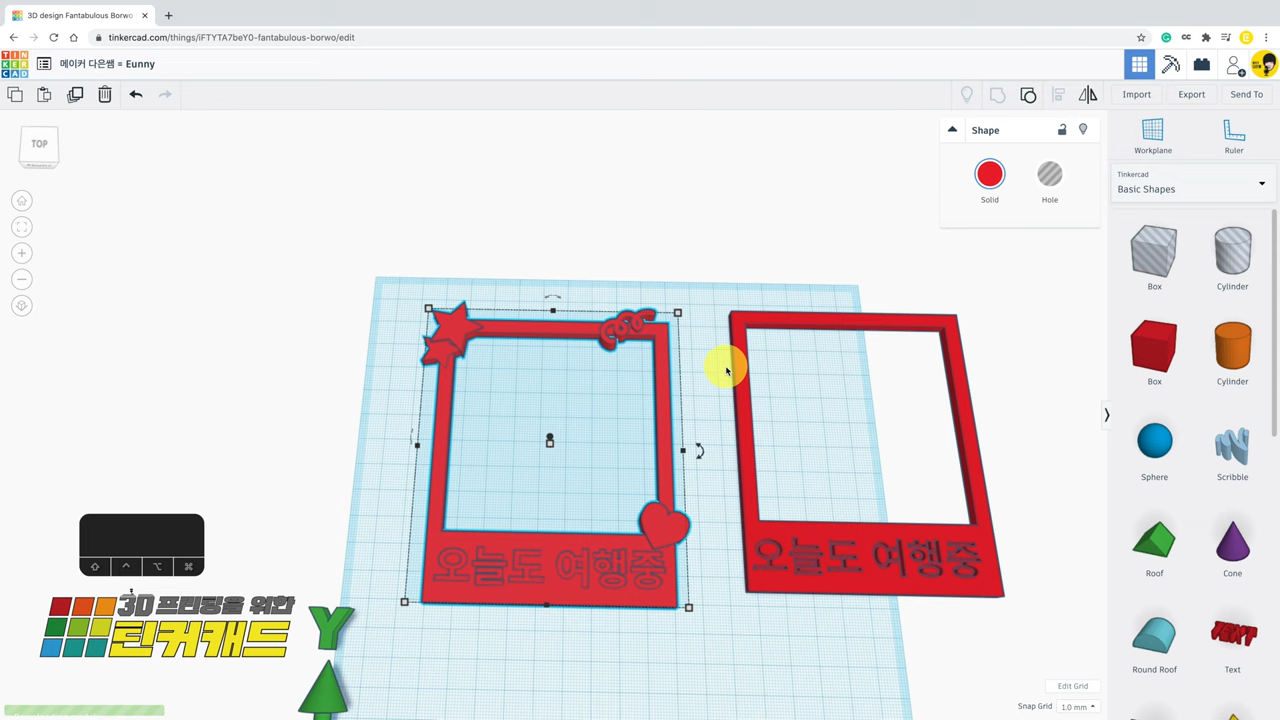 3D design Fantabulous Borwo
tinkercad.com/things/iFTYTA7beY0-fantabulous-borwo/edit
TIN
KER
CAD
메이커 다은쌤 = Eunny
Import
Export
Send To
TOP
Shape
Solid
Hole
Workplane
Ruler
Tinkercad
Basic Shapes
Box
Cylinder
Box
Cylinder
Sphere
Scribble
Roof
Cone
Round Roof
TEXT
Text
오늘도 여행중
오늘도 여행중
3D 프린팅을 위한
틴커캐드
Y
Edit Grid
Snap Grid
1.0 mm